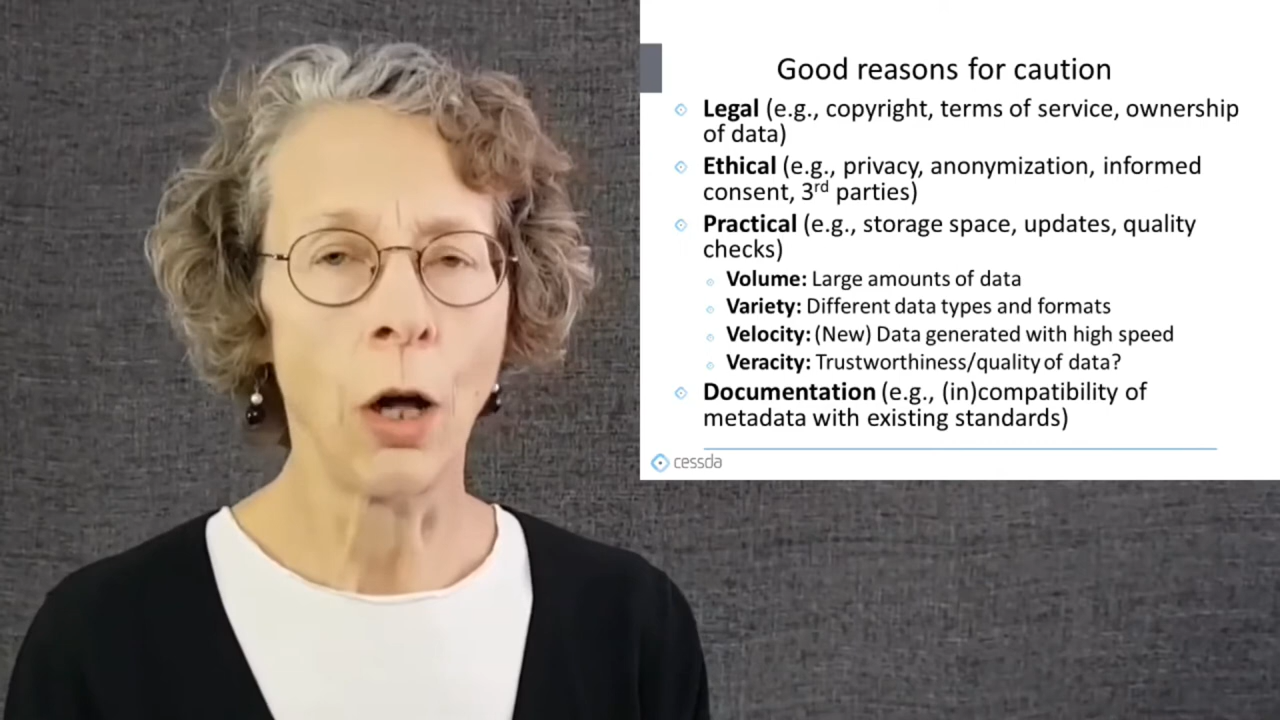 Good reasons for caution
Legal (e.g., copyright, terms of service, ownership
of data)
Ethical (e.g., privacy, anonymization, informed
consent, 3rd parties)
Practical (e.g., storage space, updates, quality
checks)
Volume: Large amounts of data
Variety: Different data types and formats
Velocity: (New) Data generated with high speed
Veracity: Trustworthiness/quality of data?
Documentation (e.g., (in)compatibility of
metadata with existing standards)
cessda